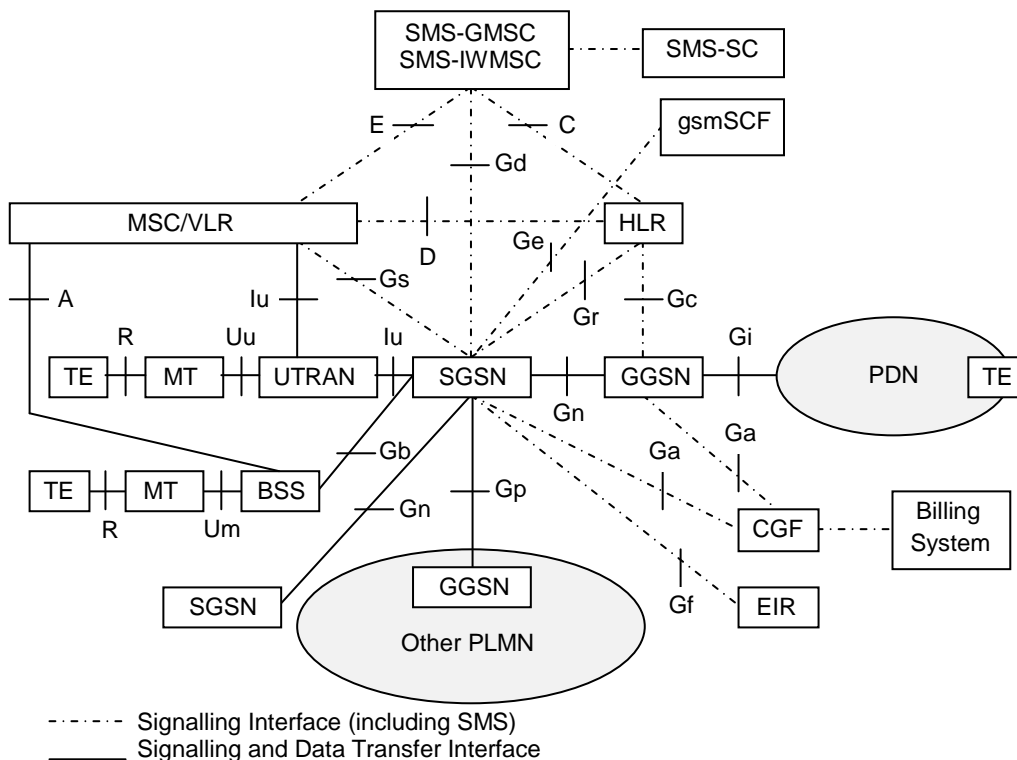 SMS-GMSC
SMS-IWMSC
SMS-SC
gsmSCF
E
C
Gd
MSC/VLR
HLR
D
Ge
Gs
A
Iu
Gr
Gc
R
Uu
Iu
Gi
TE
MT
UTRAN
SGSN
GGSN
PDN
TE
Gn
Ga
Gb
Ga
TE
MT
BSS
Gp
Gn
R
Um
CGF
Billing
System
SGSN
GGSN
Gf
EIR
Other PLMN
Signalling Interface (including SMS)
Signalling and Data Transfer Interface